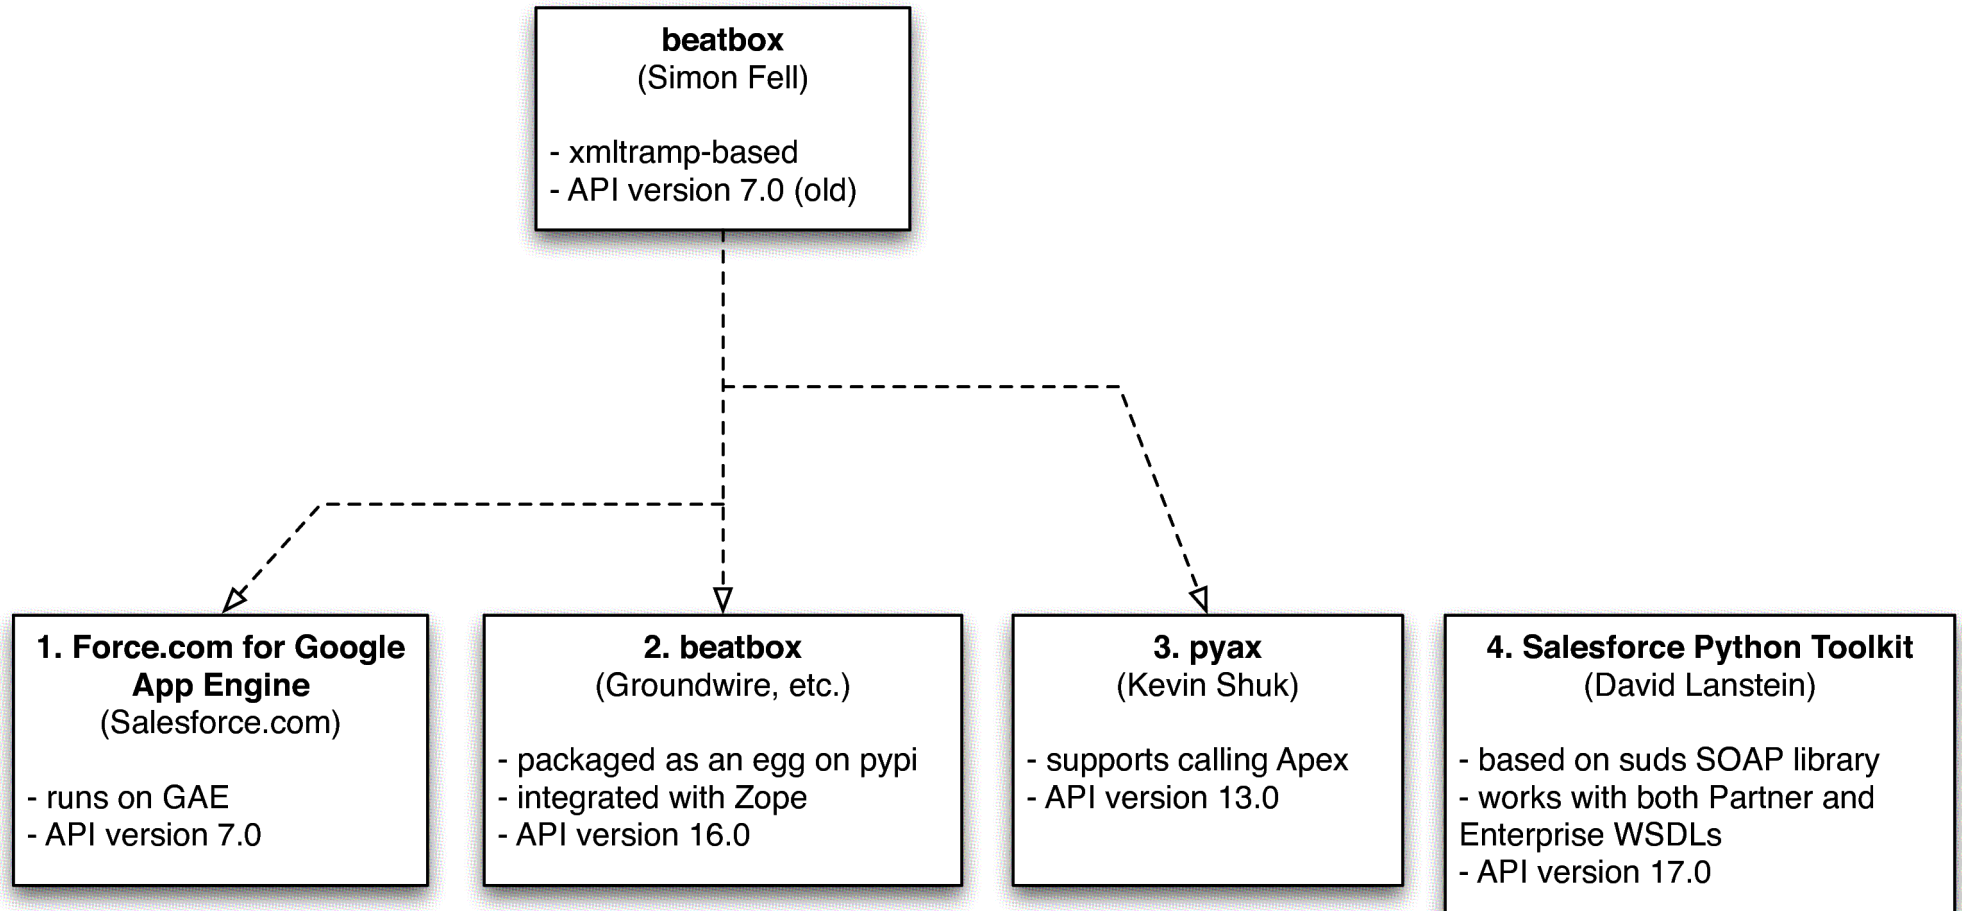 beatbox
(Simon Fell)
- xmltramp-based
- API version 7.0 (old)
1. Force.com for Google
App Engine
(Salesforce.com)
- runs on GAE
- API version 7.0
2. beatbox
(Groundwire, etc.)
- packaged as an egg on pypi
- integrated with Zope
- API version 16.0
3. pyax
(Kevin Shuk)
- supports calling Apex
- API version 13.0
4. Salesforce Python Toolkit
(David Lanstein)
- based on suds SOAP library
- works with both Partner and
Enterprise WSDLs
- API version 17.0